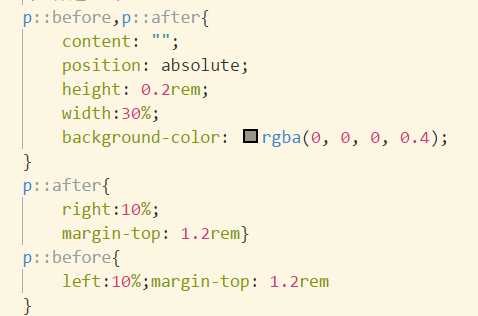 p::before,p::after{
content: "";
position: absolute;
height: 0.2rem;
width:30%;
background-color: rgba(0, 0, 0, 0.4);
}
p::after{
right:10%;
margin-top: 1.2rem}
p::before{
left:10%;margin-top: 1.2rem
}